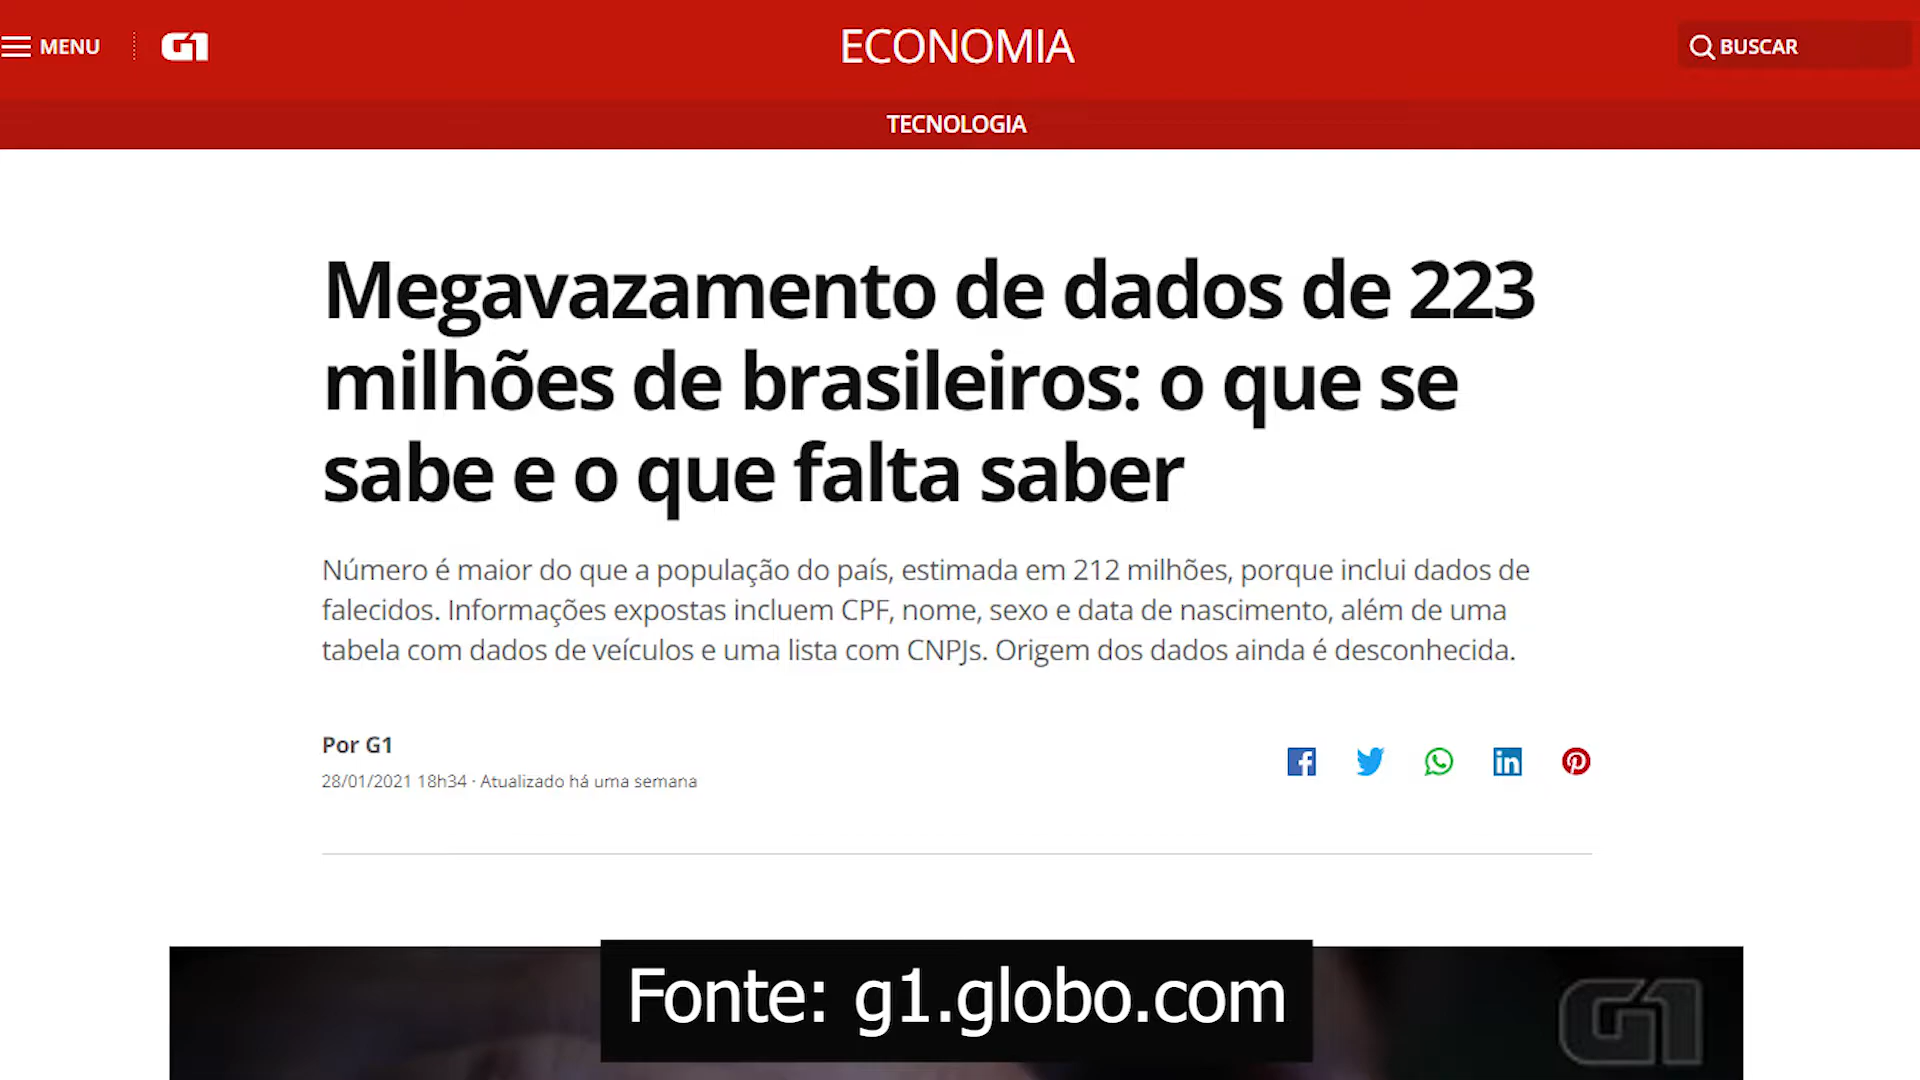 MENU
G1
ECONOMIA
BUSCAR
TECNOLOGIA
Megavazamento de dados de 223
milhões de brasileiros: o que se
sabe e o que falta saber
Número é maior do que a população do país, estimada em 212 milhões, porque inclui dados de
falecidos. Informações expostas incluem CPF, nome, sexo e data de nascimento, além de uma
tabela com dados de veículos e uma lista com CNPJs. Origem dos dados ainda é desconhecida.
Por G1
28/01/2021 18h34 · Atualizado há uma semana
Fonte: g1.globo.com
G1